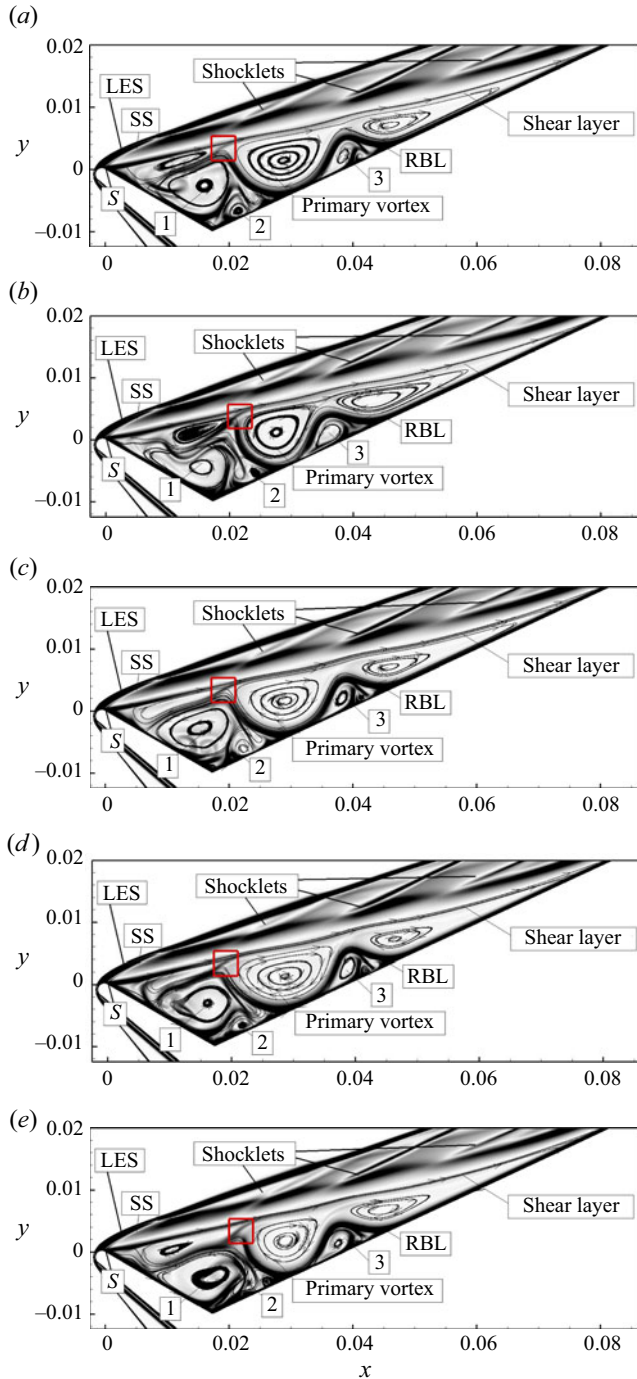 (a)
0.02
LES
Shocklets
SS
0.01
Shear layer
y
0
RBL
S
3
1
2
Primary vortex
–0.01
0 0.02 0.04 0.06 0.08
(b)
0.02
LES
Shocklets
SS
0.01
Shear layer
y
0
RBL
3
S
1
2
Primary vortex
–0.01
0 0.02 0.04 0.06 0.08
(c)
0.02
LES
Shocklets
SS
0.01
Shear layer
y
0
RBL
3
S
1
2
Primary vortex
–0.01
0 0.02 0.04 0.06 0.08
(d)
0.02
LES
Shocklets
SS
0.01
Shear layer
y
0
RBL
3
S
1
2
Primary vortex
–0.01
0 0.02 0.04 0.06 0.08
(e)
0.02
LES
Shocklets
SS
0.01
Shear layer
y
0
RBL
3
S
1
2
Primary vortex
–0.01
0 0.02 0.04 0.06 0.08
x